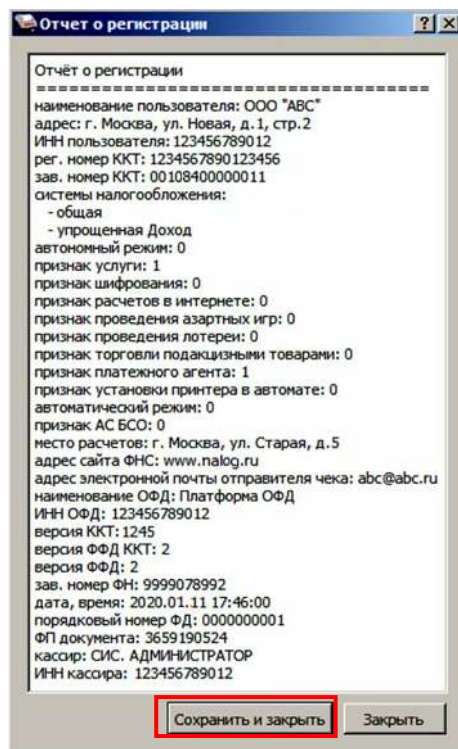 Отчет о регистрации
Отчёт о регистрации
====================================
наименование пользователя: ООО "АВС"
адрес: г. Москва, ул. Новая, д.1, стр.2
ИНН пользователя: 123456789012
рег. номер ККТ: 1234567890123456
зав. номер ККТ: 00108400000011
системы налогообложения:
- общая
- упрощенная Доход
автономный режим: 0
признак услуги: 1
признак шифрования: 0
признак расчетов в интернете: 0
признак проведения азартных игр: 0
признак проведения лотереи: 0
признак торговли подакцизными товарами: 0
признак платежного агента: 1
признак установки принтера в автомате: 0
автоматический режим: 0
признак АС БСО: 0
место расчетов: г. Москва, ул. Старая, д.5
адрес сайта ФНС: www.nalog.ru
адрес электронной почты отправителя чека: abc@abc.ru
наименование ОФД: Платформа ОФД
ИНН ОФД: 123456789012
версия ККТ: 1245
версия ФФД ККТ: 2
версия ФФД: 2
зав. номер ФН: 9999078992
дата, время: 2020.01.11 17:46:00
порядковый номер ФД: 0000000001
ФП документа: 3659190524
кассир: СИС. АДМИНИСТРАТОР
ИНН кассира: 123456789012
Сохранить и закрыть Закрыть